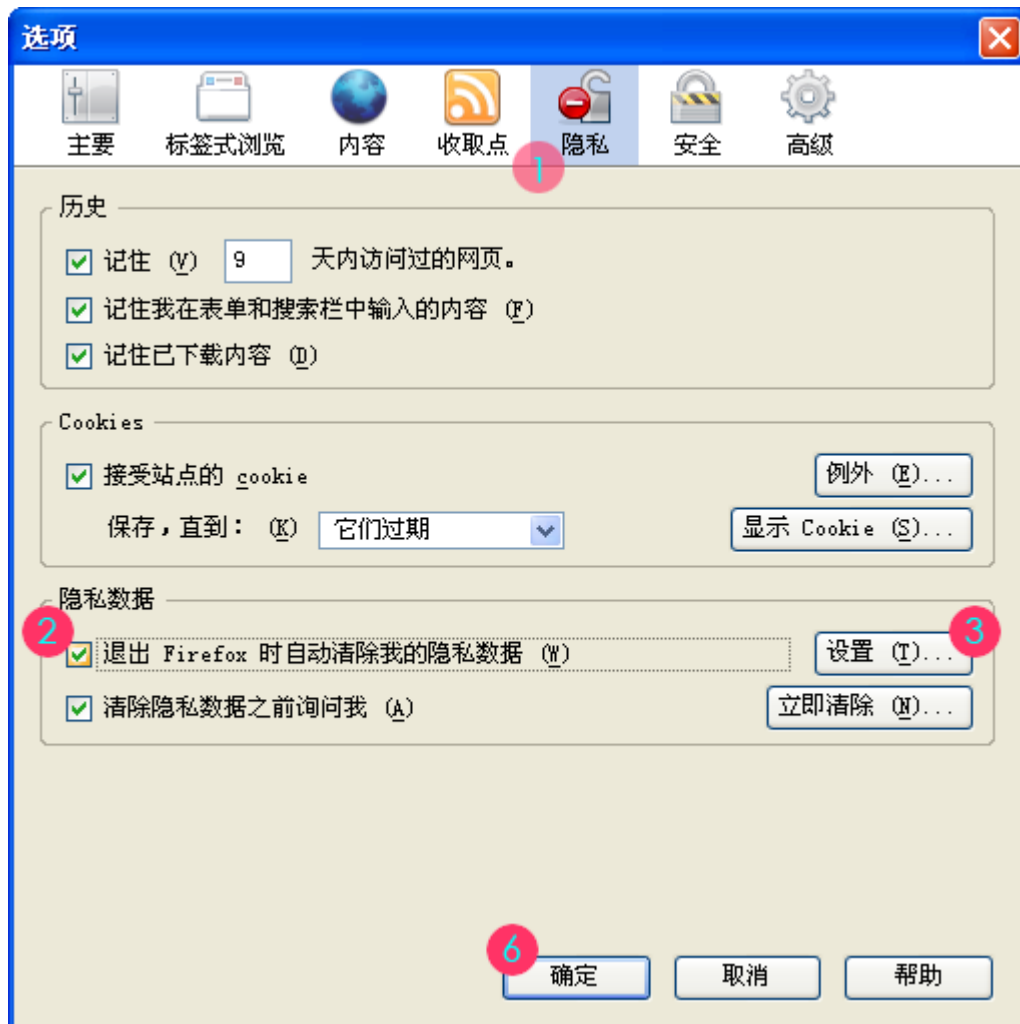 选项
主要 标签式浏览 内容 收取点 隐私 安全 高级
1
历史
记住 (V) 9 天内访问过的网页。
记住我在表单和搜索栏中输入的内容 (F)
记住已下载内容 (D)
Cookies
接受站点的 cookie 例外 (E)...
保存，直到： (K) 它们过期 显示 Cookie (S)...
隐私数据
2 退出 Firefox 时自动清除我的隐私数据 (W) 设置 (T)... 3
清除隐私数据之前询问我 (A) 立即清除 (N)...
6
确定 取消 帮助